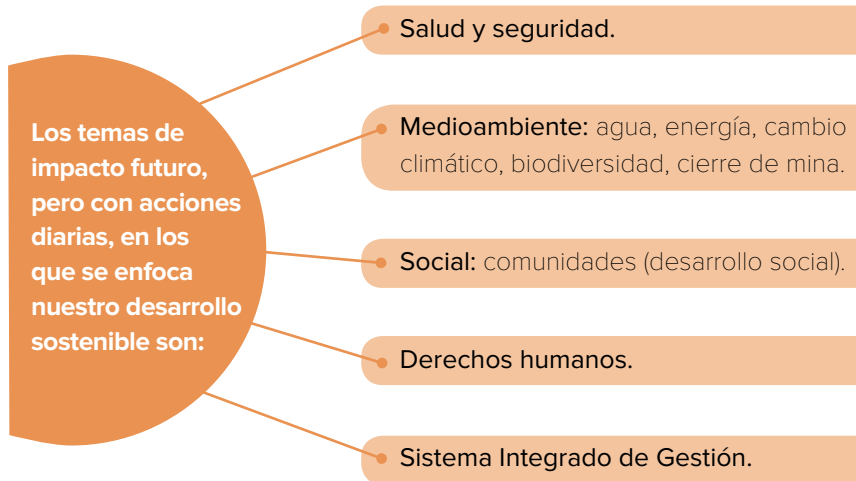 Los temas de
impacto futuro,
pero con acciones
diarias, en los
que se enfoca
nuestro desarrollo
sostenible son:
Salud y seguridad.
Medioambiente: agua, energía, cambio
climático, biodiversidad, cierre de mina.
Social: comunidades (desarrollo social).
Derechos humanos.
Sistema Integrado de Gestión.